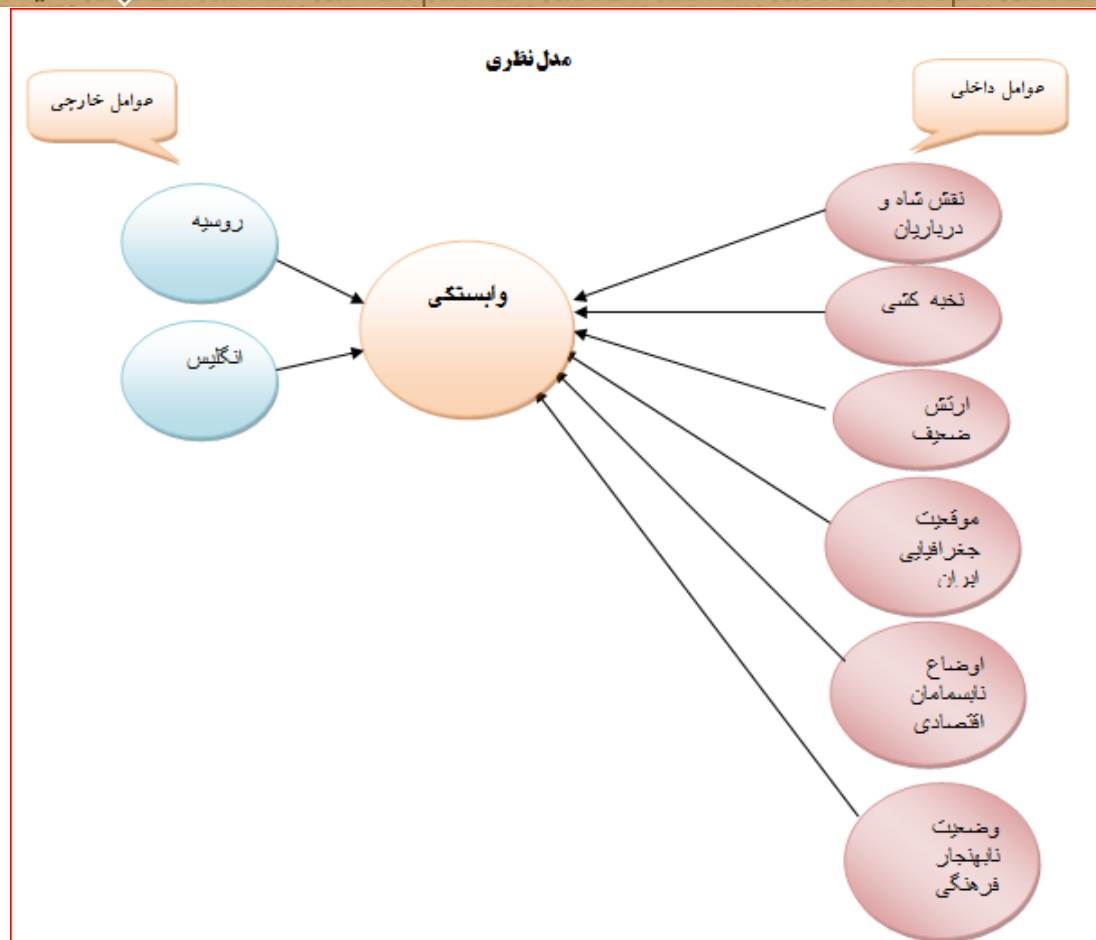 مدل نظری
عوامل داخلی
عوامل خارجی
نقش شاه و
درباریان
نخبه کشی
ارتش
ضعیف
موقعیت
جغرافیایی
ایران
اوضاع
نابسمامان
اقتصادی
وضعیت
نابهنجار
فرهنگی
وابستگی
روسیه
انگلیس